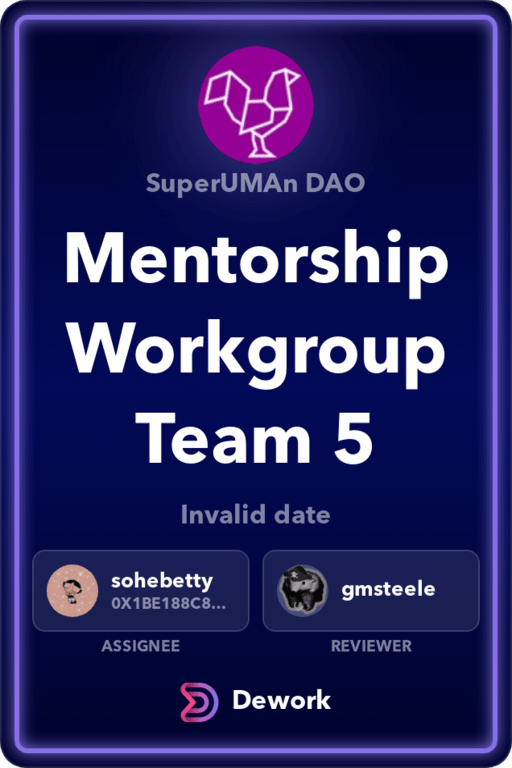 SuperUMAn DAO
Mentorship
Workgroup
Team 5
Invalid date
sohebetty
0X1BE188C8...
gmsteele
ASSIGNEE
REVIEWER
Dework